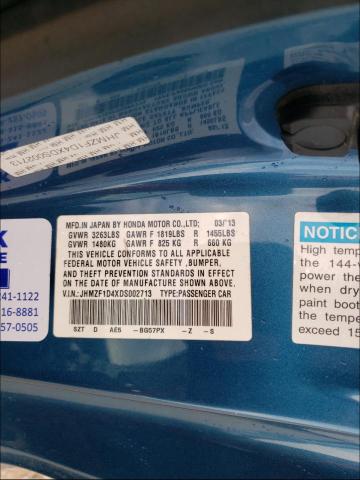 JHMZF1D4XDS002713
MFD.IN JAPAN BY HONDA MOTOR CO.,LTD; 03/'13
GVWR 3263LBS GAWR F 1819LBS R 1455LBS
GVWR 1480KG GAWR F 825 KG R 660 KG
THIS VEHICLE CONFORMS TO ALL APPLICABLE
FEDERAL MOTOR VEHICLE SAFETY ,BUMPER,
AND THEFT PREVENTION STANDARDS IN EFFECT
ON THE DATE OF MANUFACTURE SHOWN ABOVE.
V.I.N.: JHMZF1D4XDS002713 TYPE:PASSENGER CAR
SZT D AE5 -BG57PX -Z -S
K
E
241-1122
16-8881
57-0505
NOTIC
High temp
the 144-v
power the
when dry
paint boot
the tempe
exceed 15